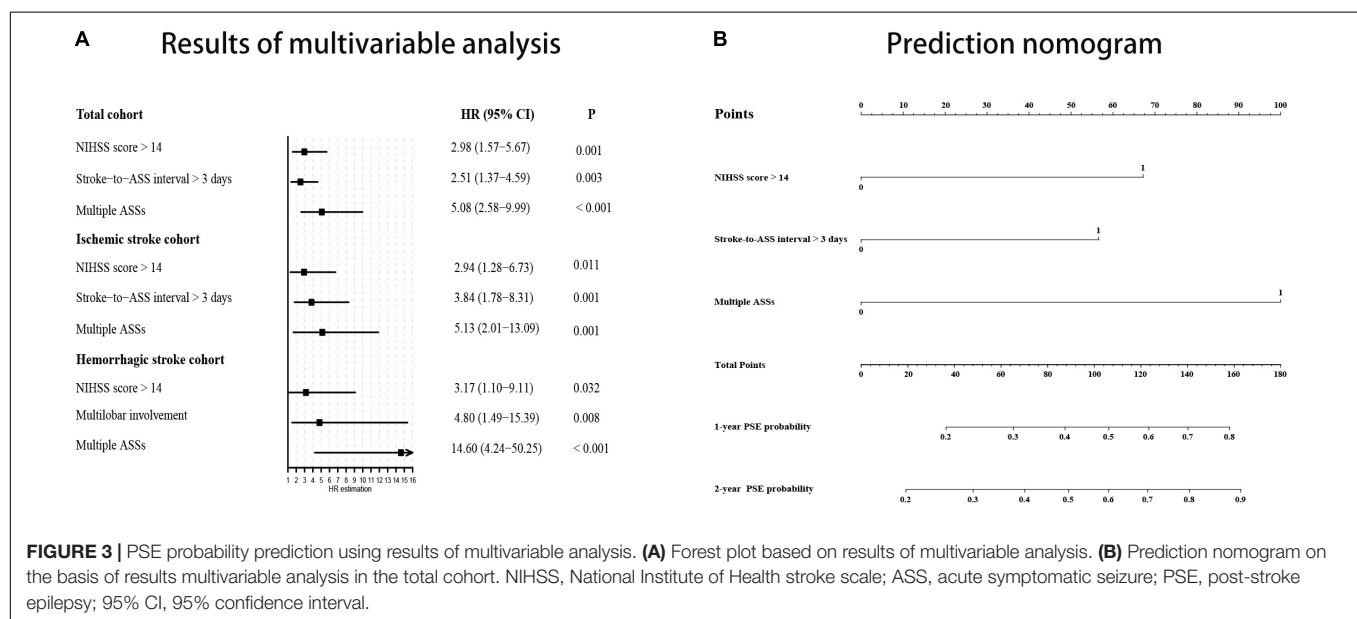 A
Results of multivariable analysis
Total cohort HR (95% CI) P
NIHSS score > 14 2.98 (1.57−5.67) 0.001
Stroke−to−ASS interval > 3 days 2.51 (1.37−4.59) 0.003
Multiple ASSs 5.08 (2.58−9.99) < 0.001
Ischemic stroke cohort
NIHSS score > 14 2.94 (1.28−6.73) 0.011
Stroke−to−ASS interval > 3 days 3.84 (1.78−8.31) 0.001
Multiple ASSs 5.13 (2.01−13.09) 0.001
Hemorrhagic stroke cohort
NIHSS score > 14 3.17 (1.10−9.11) 0.032
Multilobar involvement 4.80 (1.49−15.39) 0.008
Multiple ASSs 14.60 (4.24−50.25) < 0.001
1 2 3 4 5 6 7 8 9 10 11 12 13 14 15 16
HR estimation
B
Prediction nomogram
Points 0 10 20 30 40 50 60 70 80 90 100
NIHSS score > 14 0 1
Stroke-to-ASS interval > 3 days 0 1
Multiple ASSs 0 1
Total Points 0 20 40 60 80 100 120 140 160 180
1-year PSE probability 0.2 0.3 0.4 0.5 0.6 0.7 0.8
2-year PSE probability 0.2 0.3 0.4 0.5 0.6 0.7 0.8 0.9
FIGURE 3 | PSE probability prediction using results of multivariable analysis. (A) Forest plot based on results of multivariable analysis. (B) Prediction nomogram on
the basis of results multivariable analysis in the total cohort. NIHSS, National Institute of Health stroke scale; ASS, acute symptomatic seizure; PSE, post-stroke
epilepsy; 95% CI, 95% confidence interval.